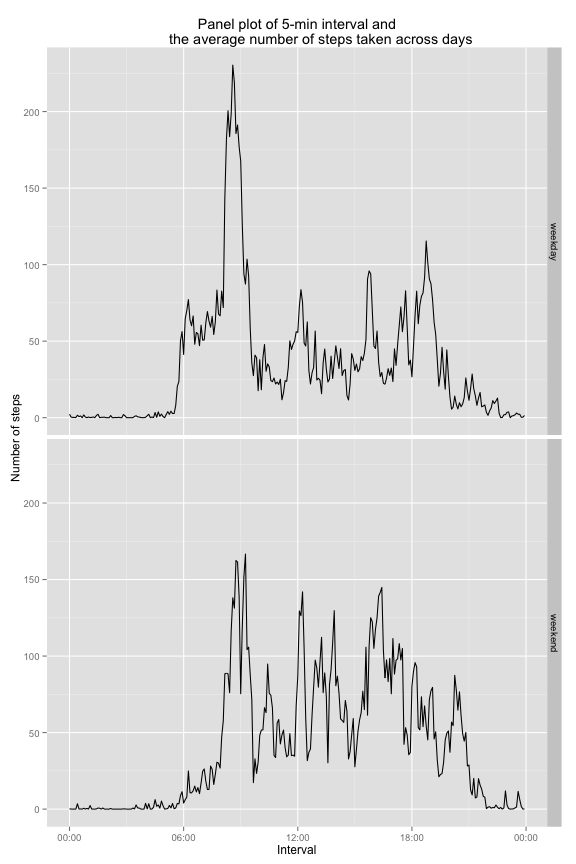 Panel plot of 5-min interval and
the average number of steps taken across days
Number of steps
200
150
100
50
0
weekday
200
150
100
50
0
weekend
00:00 06:00 12:00 18:00 00:00
Interval